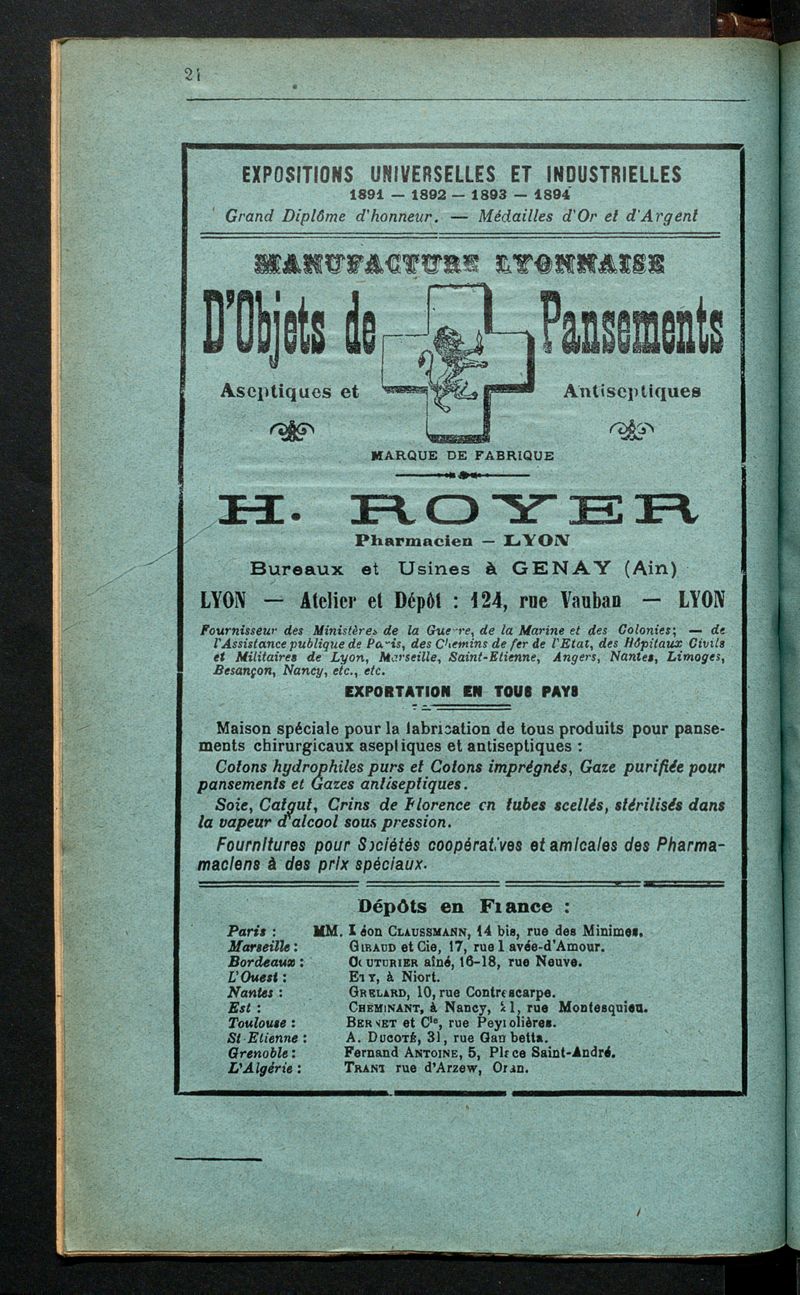 21
EXPOSITIONS UNIVERSELLES ET INDUSTRIELLES
1891 — 1892 — 1893 — 1894
Grand Diplôme d'honneur. — Médailles d'Or et d'Argent
MANUFACTURE LYONNAISE
D'Objets de Pansements
Aseptiques et Antiseptiques
MARQUE DE FABRIQUE
H. ROYER
Pharmacien — LYON
Bureaux et Usines à GENAY (Ain)
LYON — Atelier et Dépôt : 124, rue Vauban — LYON
Fournisseur des Ministères de la Guerre, de la Marine et des Colonies; — de
l'Assistance publique de Paris, des Chemins de fer de l'Etat, des Hôpitaux Civils
et Militaires de Lyon, Marseille, Saint-Etienne, Angers, Nantes, Limoges,
Besançon, Nancy, etc., etc.
EXPORTATION EN TOUS PAYS
Maison spéciale pour la fabrication de tous produits pour panse-
ments chirurgicaux aseptiques et antiseptiques :
Cotons hydrophiles purs et Cotons imprégnés, Gaze purifiée pour
pansements et Gazes antiseptiques.
Soie, Catgut, Crins de Florence en tubes scellés, stérilisés dans
la vapeur d'alcool sous pression.
Fournitures pour Sociétés coopératives et amicales des Pharma-
maciens à des prix spéciaux.
Dépôts en France :
Paris : MM. Léon CLAUSSMANN, 14 bis, rue des Minimes.
Marseille : GIRAUD et Cie, 17, rue Pavée-d'Amour.
Bordeaux : COUTURIER aîné, 16-18, rue Neuve.
L'Ouest : ETY, à Niort.
Nantes : GRELARD, 10, rue Contrescarpe.
Est : CHEMINANT, à Nancy, 21, rue Montesquieu.
Toulouse : BERNET et Cie, rue Peyrolières.
St Etienne : A. DUCOTÉ, 31, rue Gambetta.
Grenoble : Fernand ANTOINE, 5, Place Saint-André.
L'Algérie : TRANI rue d'Arzew, Oran.